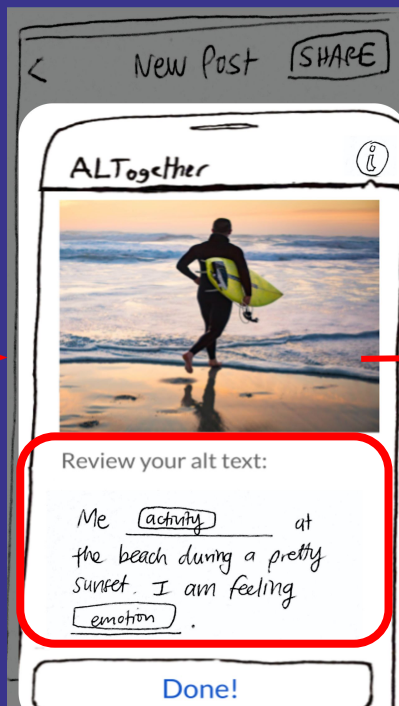 < New Post SHARE
ALTogether i
Review your alt text:
Me activity at
the beach during a pretty
sunset. I am feeling
emotion.
Done!